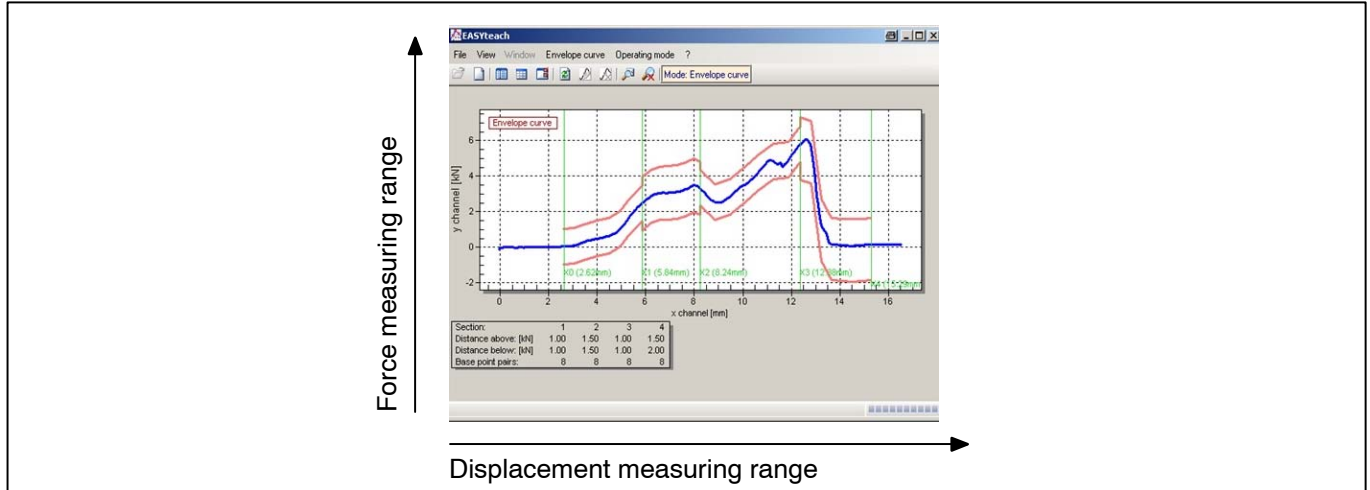 EASYteach
File View Window Envelope curve Operating mode ?
Mode: Envelope curve
Envelope curve
Force measuring range
y channel [kN]
6
4
2
0
-2
X0 (2.62mm) X1 (5.84mm) X2 (8.24mm) X3 (12.38mm)
0 2 4 6 8 10 12 14 16
x channel [mm]
Section: 1 2 3 4
Distance above: [kN] 1.00 1.50 1.00 1.50
Distance below: [kN] 1.00 1.50 1.00 2.00
Base point pairs: 8 8 8 8
Displacement measuring range